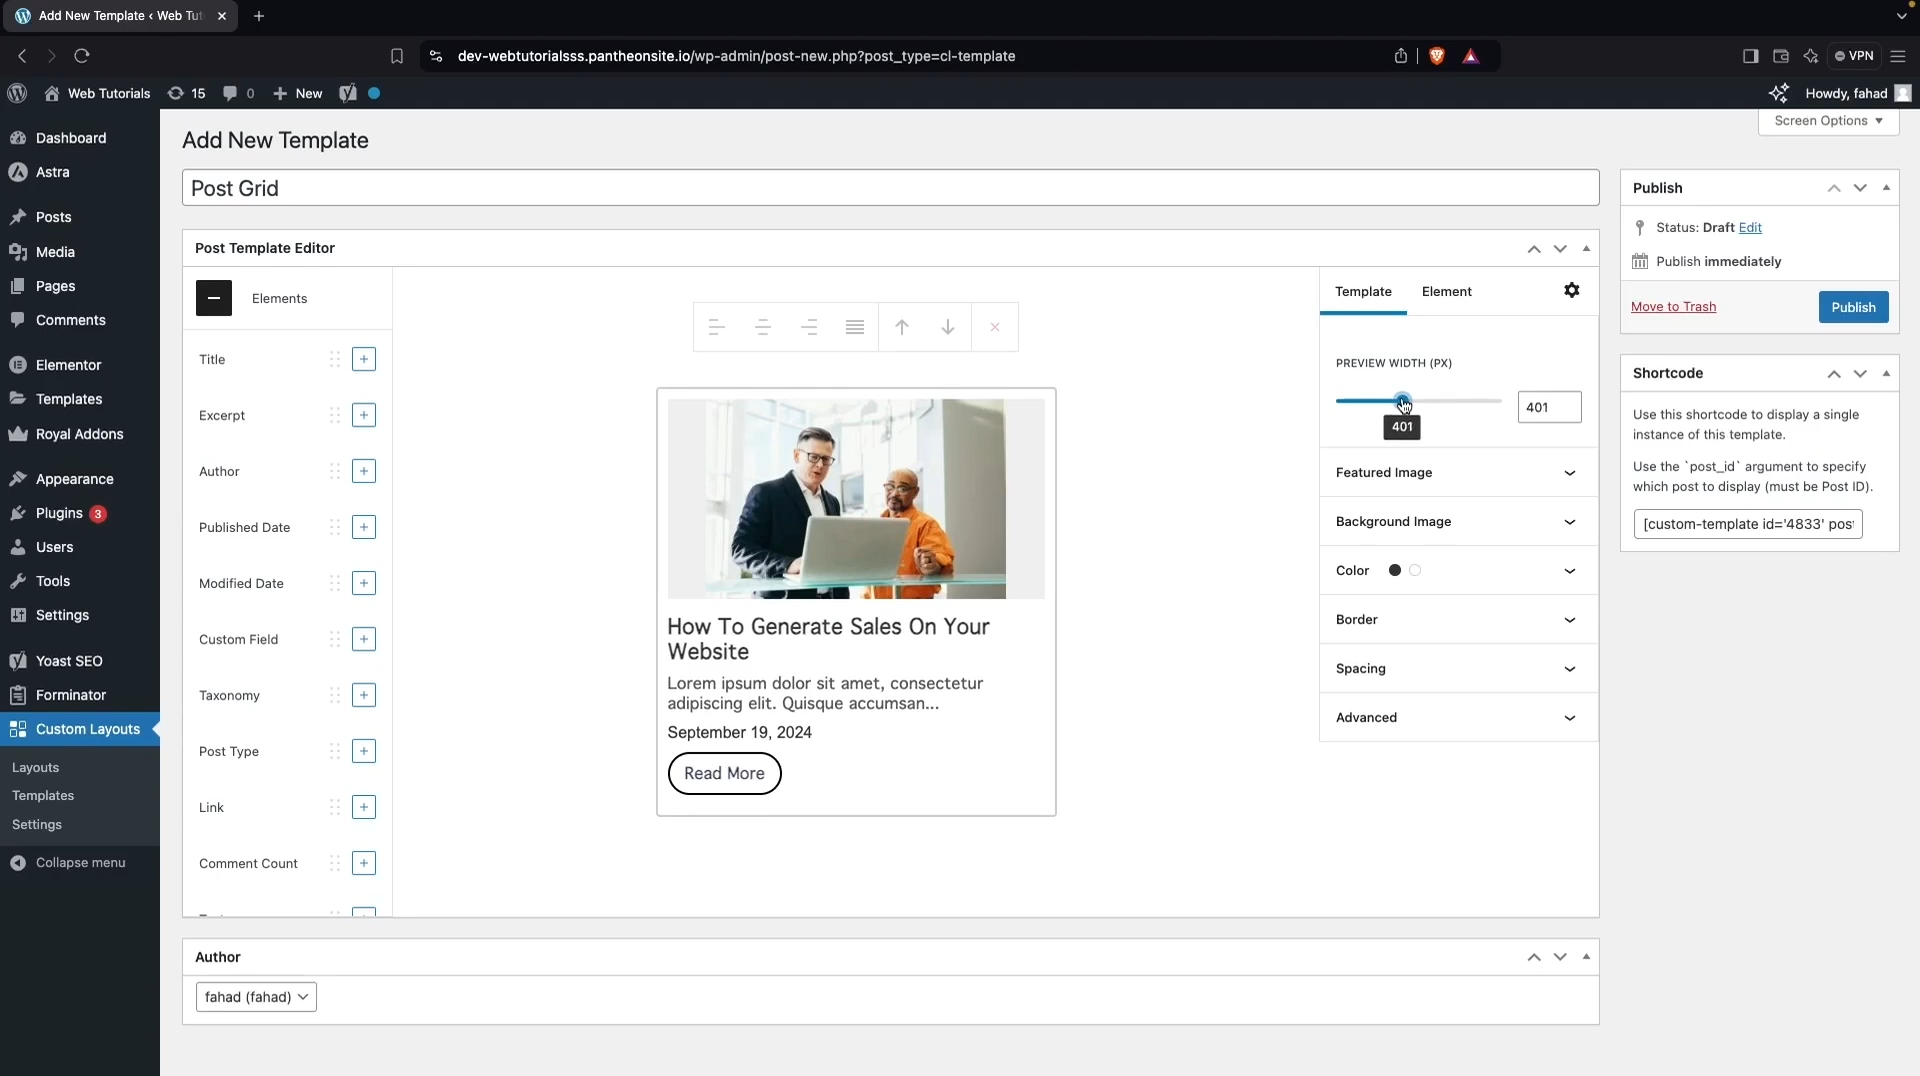 Add New Template < Web Tut
dev-webtutorialsss.pantheonsite.io/wp-admin/post-new.php?post_type=cl-template
VPN
Web Tutorials
15
0
New
Howdy, fahad
Screen Options
Dashboard
Astra
Posts
Media
Pages
Comments
Elementor
Templates
Royal Addons
Appearance
Plugins 3
Users
Tools
Settings
Yoast SEO
Forminator
Custom Layouts
Layouts
Templates
Settings
Collapse menu
Add New Template
Post Grid
Post Template Editor
Elements
Title
Excerpt
Author
Published Date
Modified Date
Custom Field
Taxonomy
Post Type
Link
Comment Count
How To Generate Sales On Your
Website
Lorem ipsum dolor sit amet, consectetur
adipiscing elit. Quisque accumsan...
September 19, 2024
Read More
Template
Element
PREVIEW WIDTH (PX)
401
401
Featured Image
Background Image
Color
Border
Spacing
Advanced
Author
fahad (fahad)
Publish
Status: Draft Edit
Publish immediately
Move to Trash
Publish
Shortcode
Use this shortcode to display a single
instance of this template.
Use the `post_id` argument to specify
which post to display (must be Post ID).
[custom-template id='4833' post